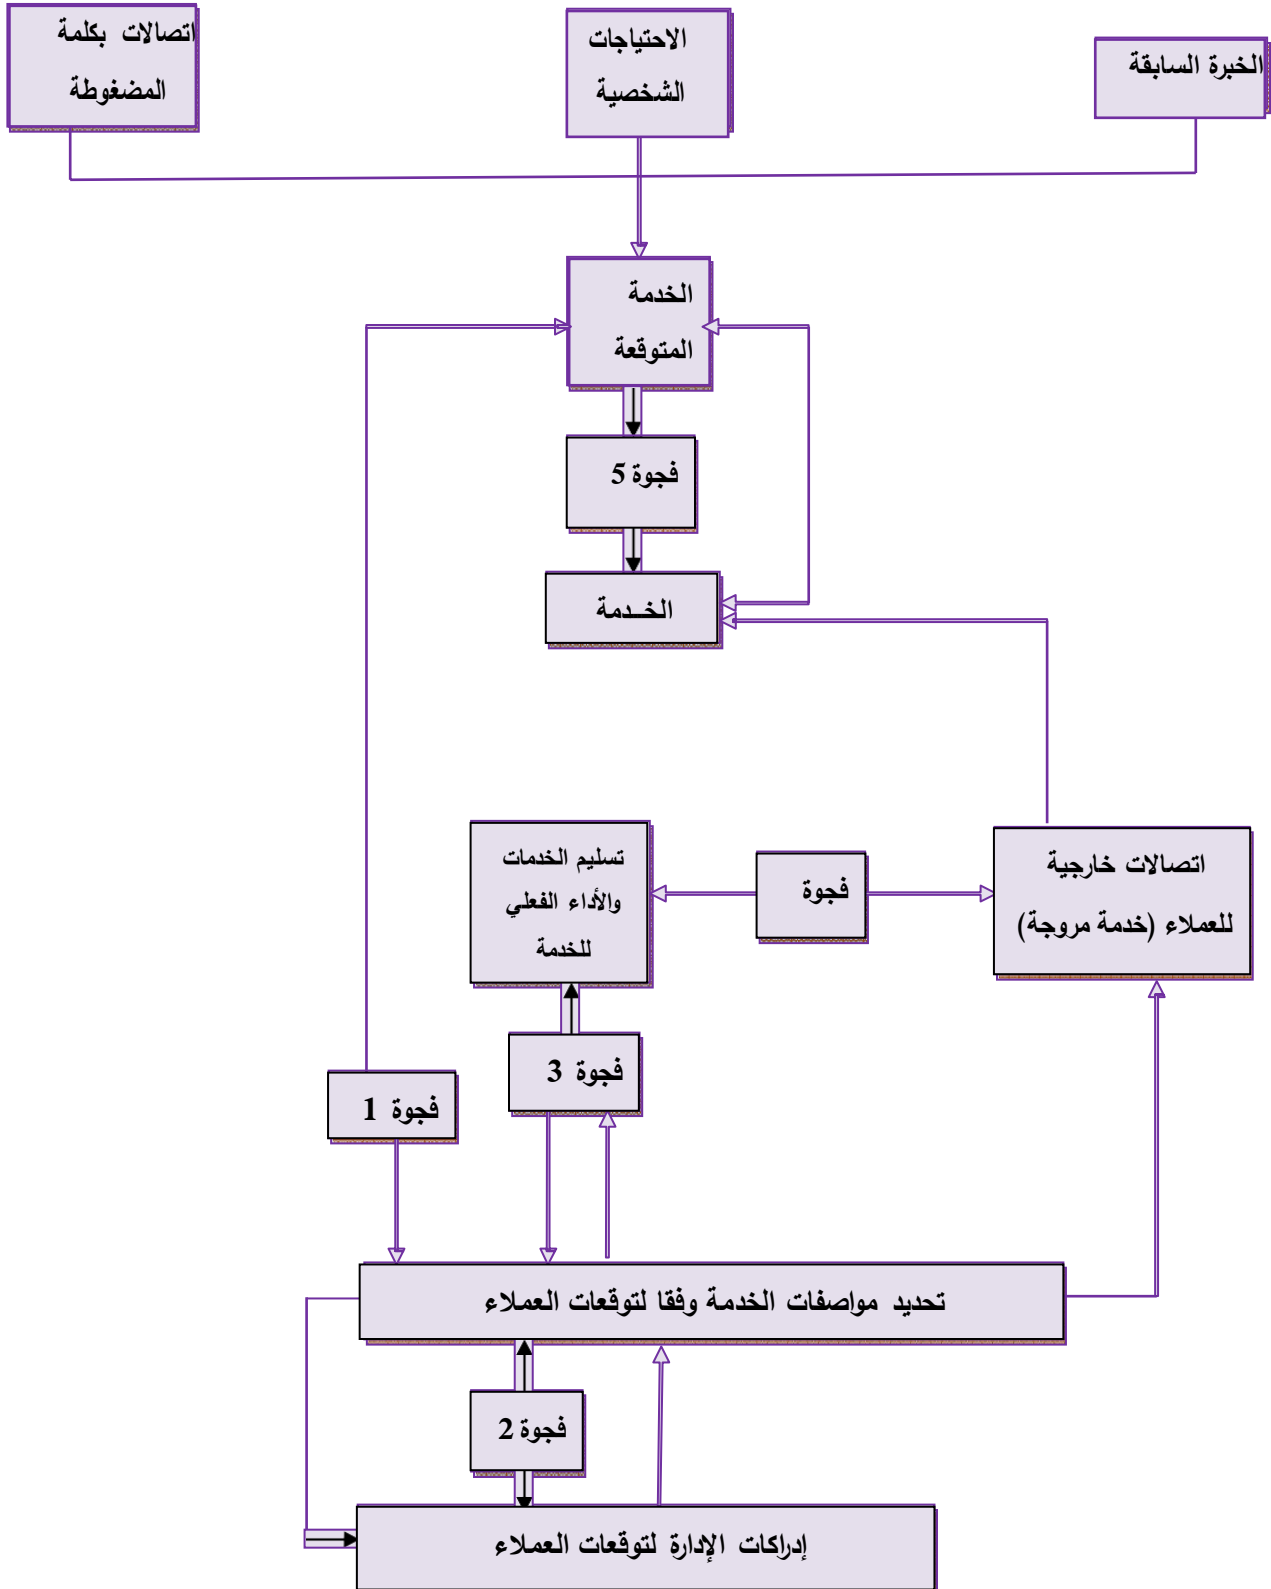 الخبرة السابقة
الاحتياجات
الشخصية
اتصالات بكلمة
المضغوطة
الخدمة
المتوقعة
فجوة 5
الخــدمة
اتصالات خارجية
للعملاء (خدمة مروجة)
فجوة
تسليم الخدمات
والأداء الفعلي
للخدمة
فجوة 3
فجوة 1
تحديد مواصفات الخدمة وفقا لتوقعات العملاء
فجوة 2
إدراكات الإدارة لتوقعات العملاء